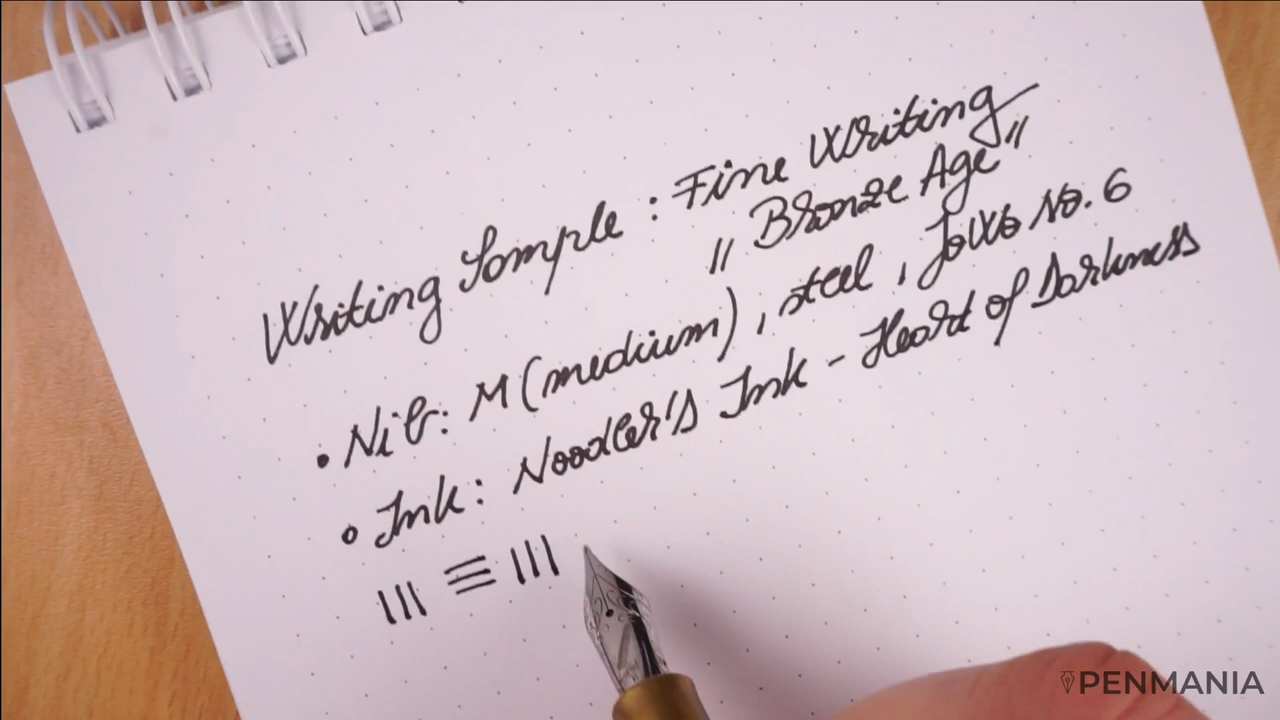 Writing Sample : Fine Writing
"Bronze Age"
• Nib: M (medium), steel, JoWo No. 6
• Ink: Noodler's Ink - Heart of Darkness
PENMANIA